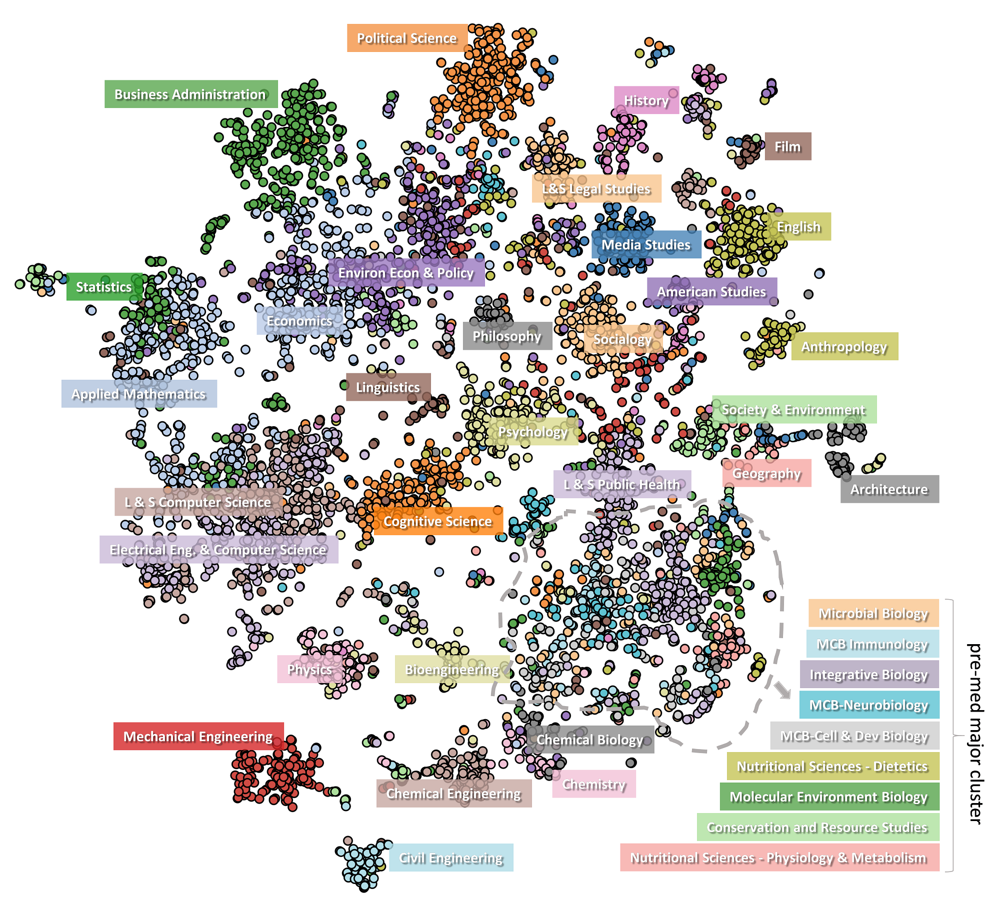 Political Science
Business Administration
History
Film
L&S Legal Studies
English
Media Studies
Environ Econ & Policy
Statistics
American Studies
Economics
Philosophy
Socialogy
Anthropology
Linguistics
Applied Mathematics
Society & Environment
Psychology
Geography
L & S Public Health
Architecture
L & S Computer Science
Cognitive Science
Electrical Eng. & Computer Science
Microbial Biology
MCB Immunology
Physics
Bioengineering
Integrative Biology
MCB-Neurobiology
Mechanical Engineering
Chemical Biology
MCB-Cell & Dev Biology
Nutritional Sciences - Dietetics
Chemistry
Chemical Engineering
Molecular Environment Biology
Conservation and Resource Studies
Civil Engineering
Nutritional Sciences - Physiology & Metabolism
pre-med major cluster